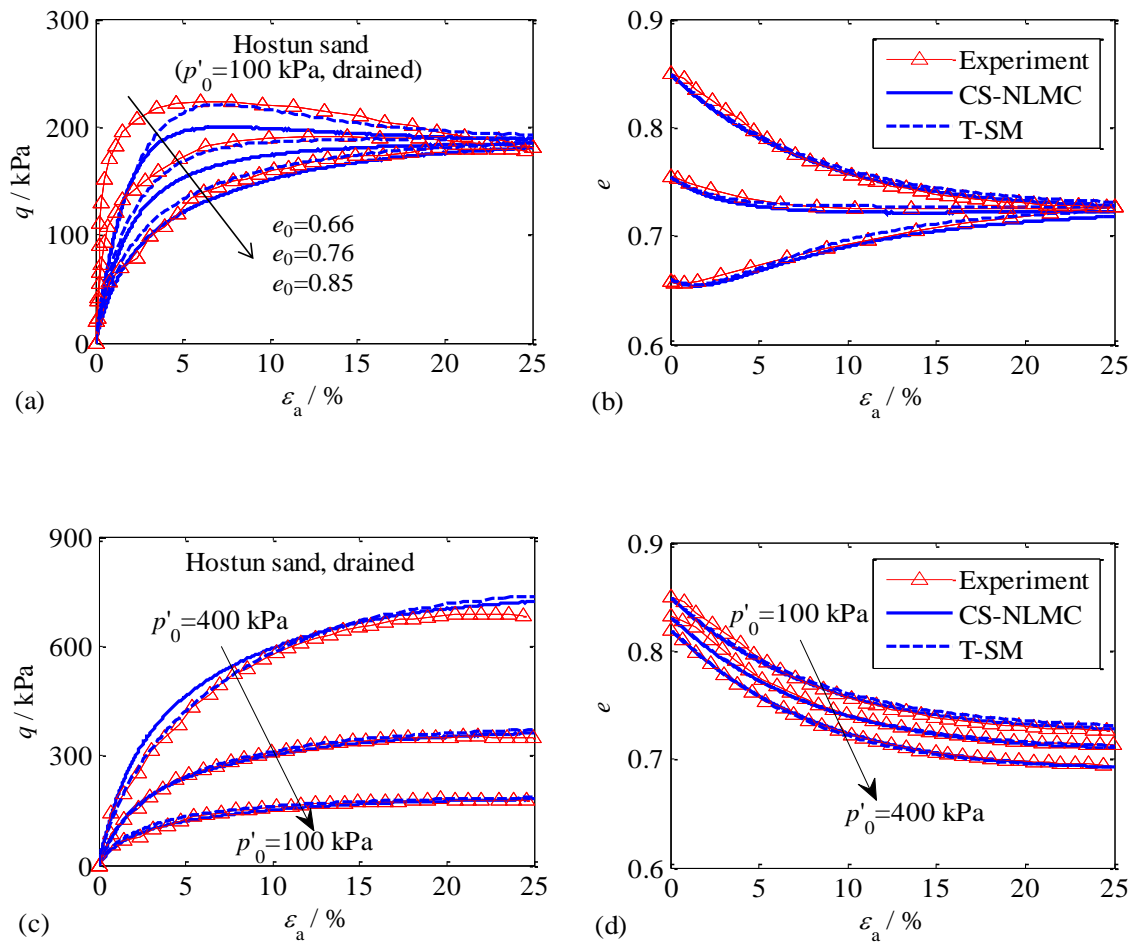 300
200
100
0
q / kPa
Hostun sand
(p'0=100 kPa, drained)
e0=0.66
e0=0.76
e0=0.85
0 5 10 15 20 25
εa / %
(a)
0.9
0.8
0.7
0.6
e
Experiment
CS-NLMC
T-SM
0 5 10 15 20 25
εa / %
(b)
900
600
300
0
q / kPa
Hostun sand, drained
p'0=400 kPa
p'0=100 kPa
0 5 10 15 20 25
εa / %
(c)
0.9
0.8
0.7
0.6
e
Experiment
CS-NLMC
T-SM
p'0=100 kPa
p'0=400 kPa
0 5 10 15 20 25
εa / %
(d)